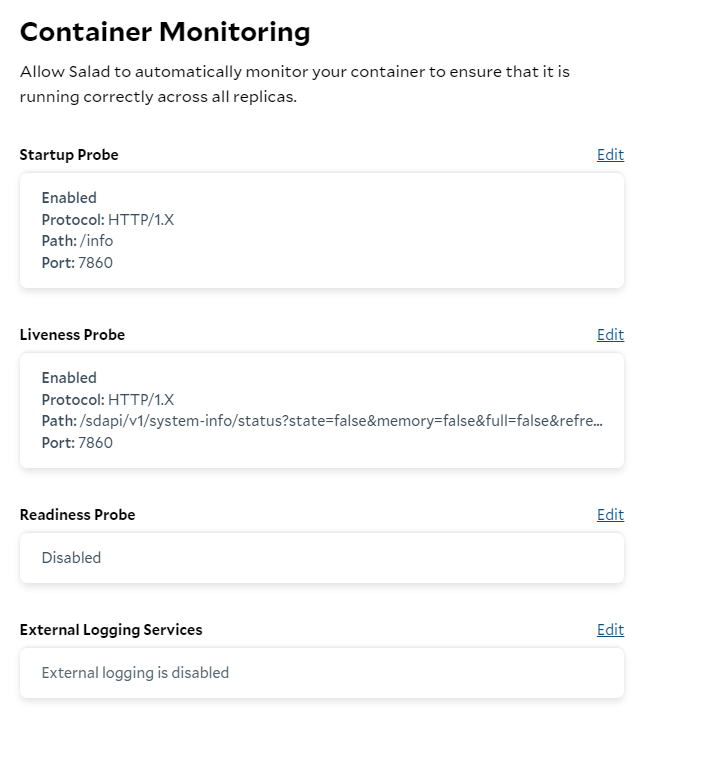 Container Monitoring
Allow Salad to automatically monitor your container to ensure that it is
running correctly across all replicas.
Startup Probe Edit
Enabled
Protocol: HTTP/1.X
Path: /info
Port: 7860
Liveness Probe Edit
Enabled
Protocol: HTTP/1.X
Path: /sdapi/v1/system-info/status?state=false&memory=false&full=false&refre...
Port: 7860
Readiness Probe Edit
Disabled
External Logging Services Edit
External logging is disabled